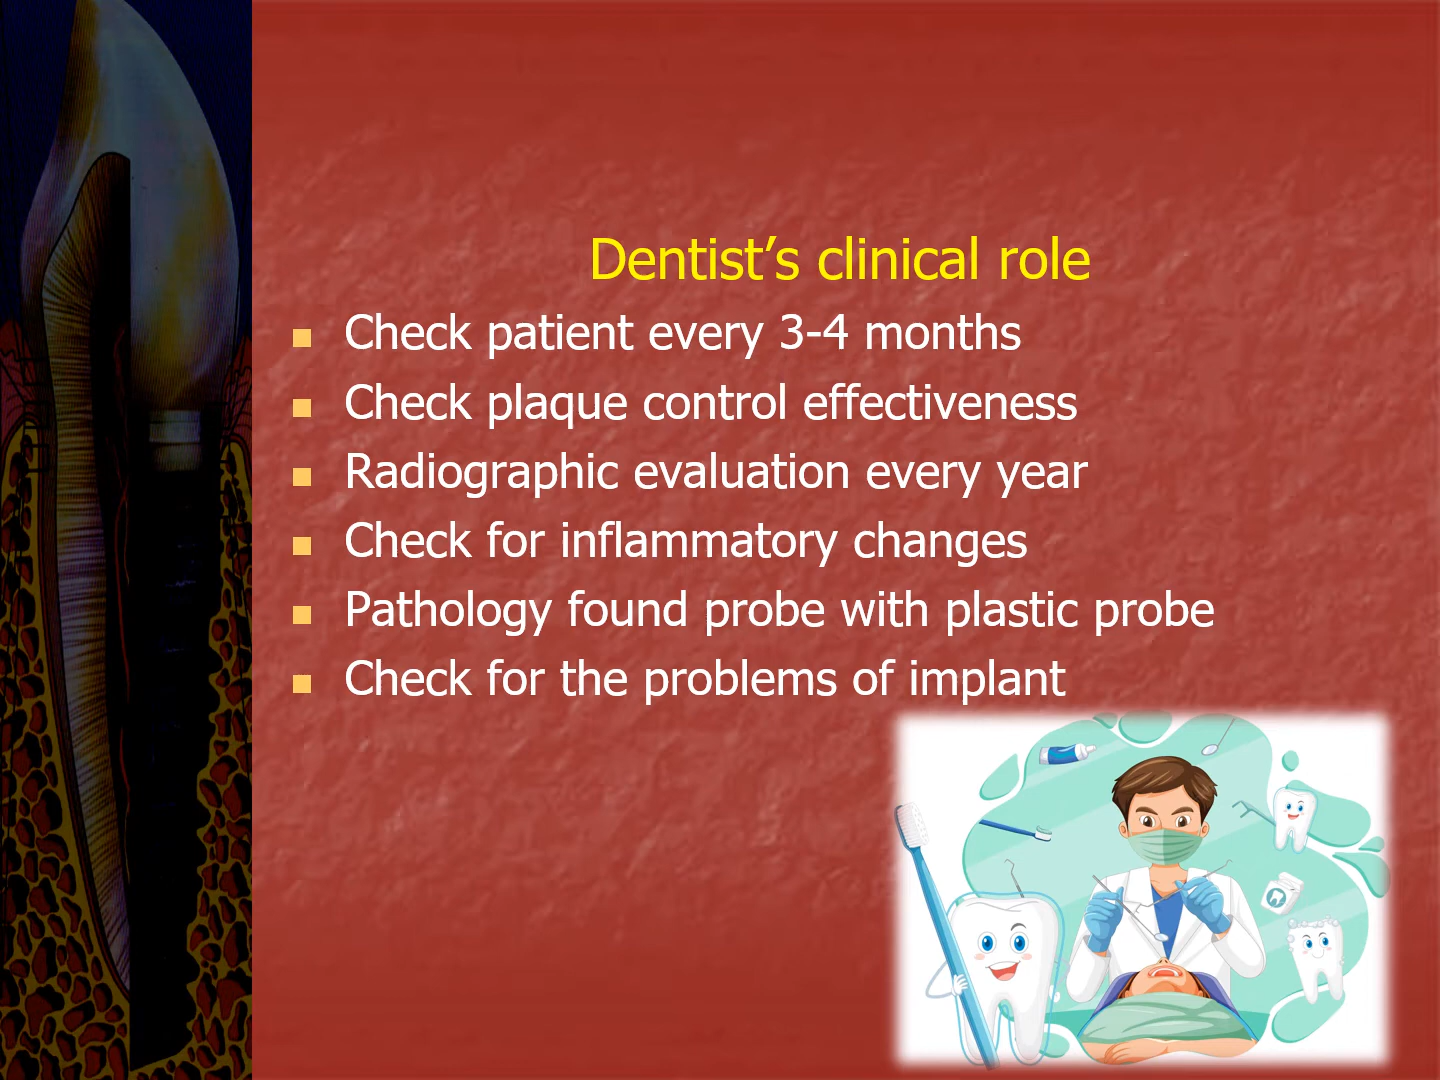 Dentist’s clinical role
Check patient every 3-4 months
Check plaque control effectiveness
Radiographic evaluation every year
Check for inflammatory changes
Pathology found probe with plastic probe
Check for the problems of implant